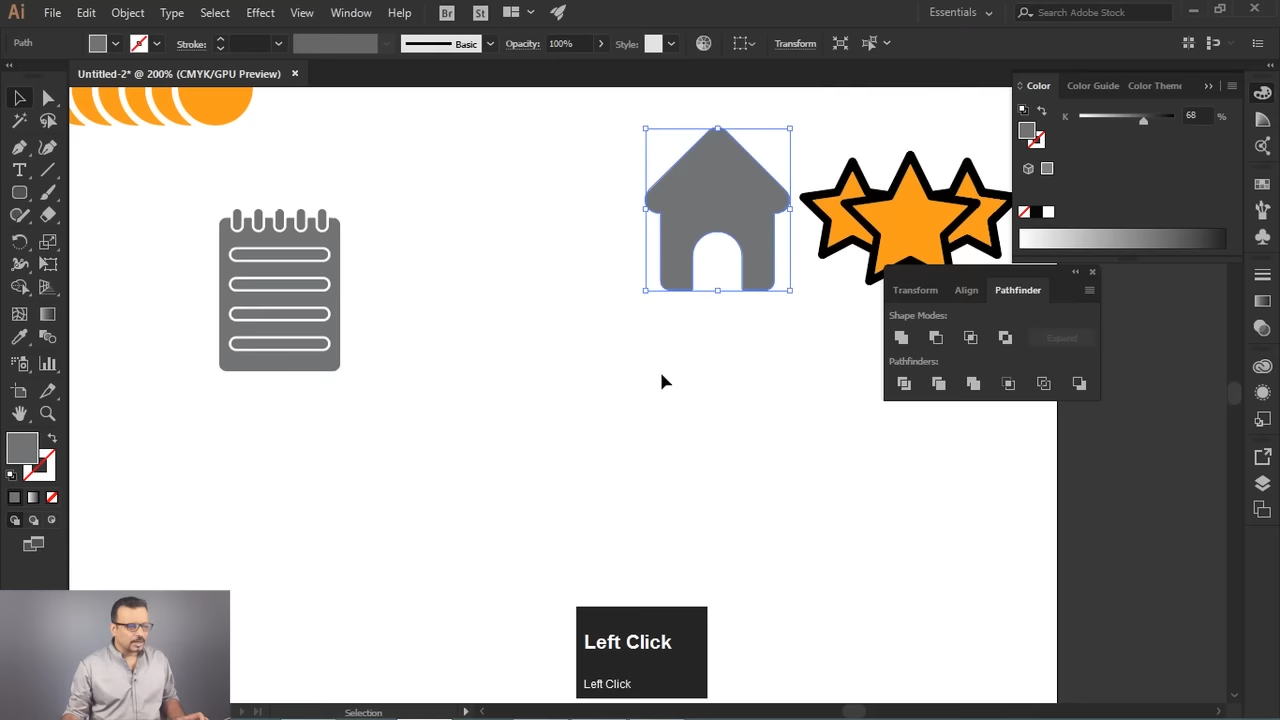 Ai File Edit Object Type Select Effect View Window Help Br St Essentials Search Adobe Stock
Path Stroke: Basic Opacity: 100% Style: Transform
Untitled-2* @ 200% (CMYK/GPU Preview)
Color Color Guide Color Theme
K 68 %
Transform Align Pathfinder
Shape Modes:
Expand
Pathfinders:
Left Click
Left Click
Selection